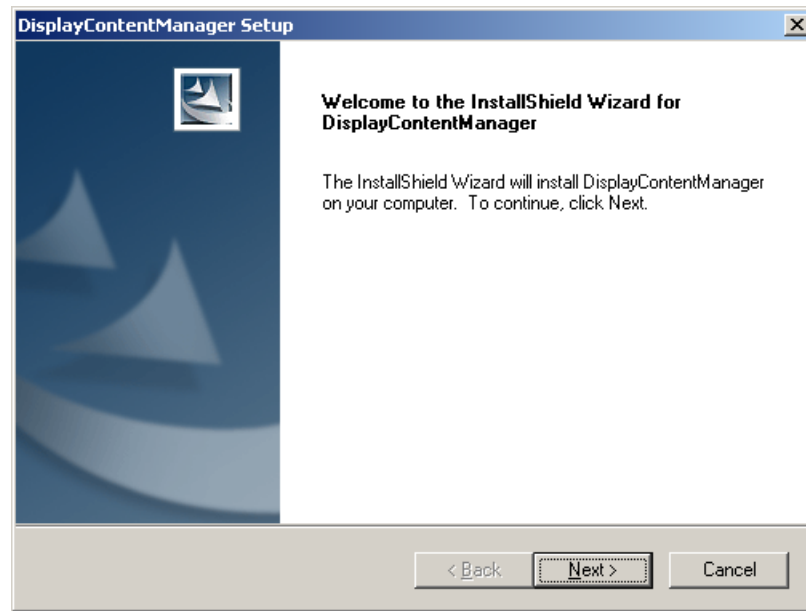 DisplayContentManager Setup
Welcome to the InstallShield Wizard for
DisplayContentManager
The InstallShield Wizard will install DisplayContentManager
on your computer.  To continue, click Next.
< Back
Next >
Cancel